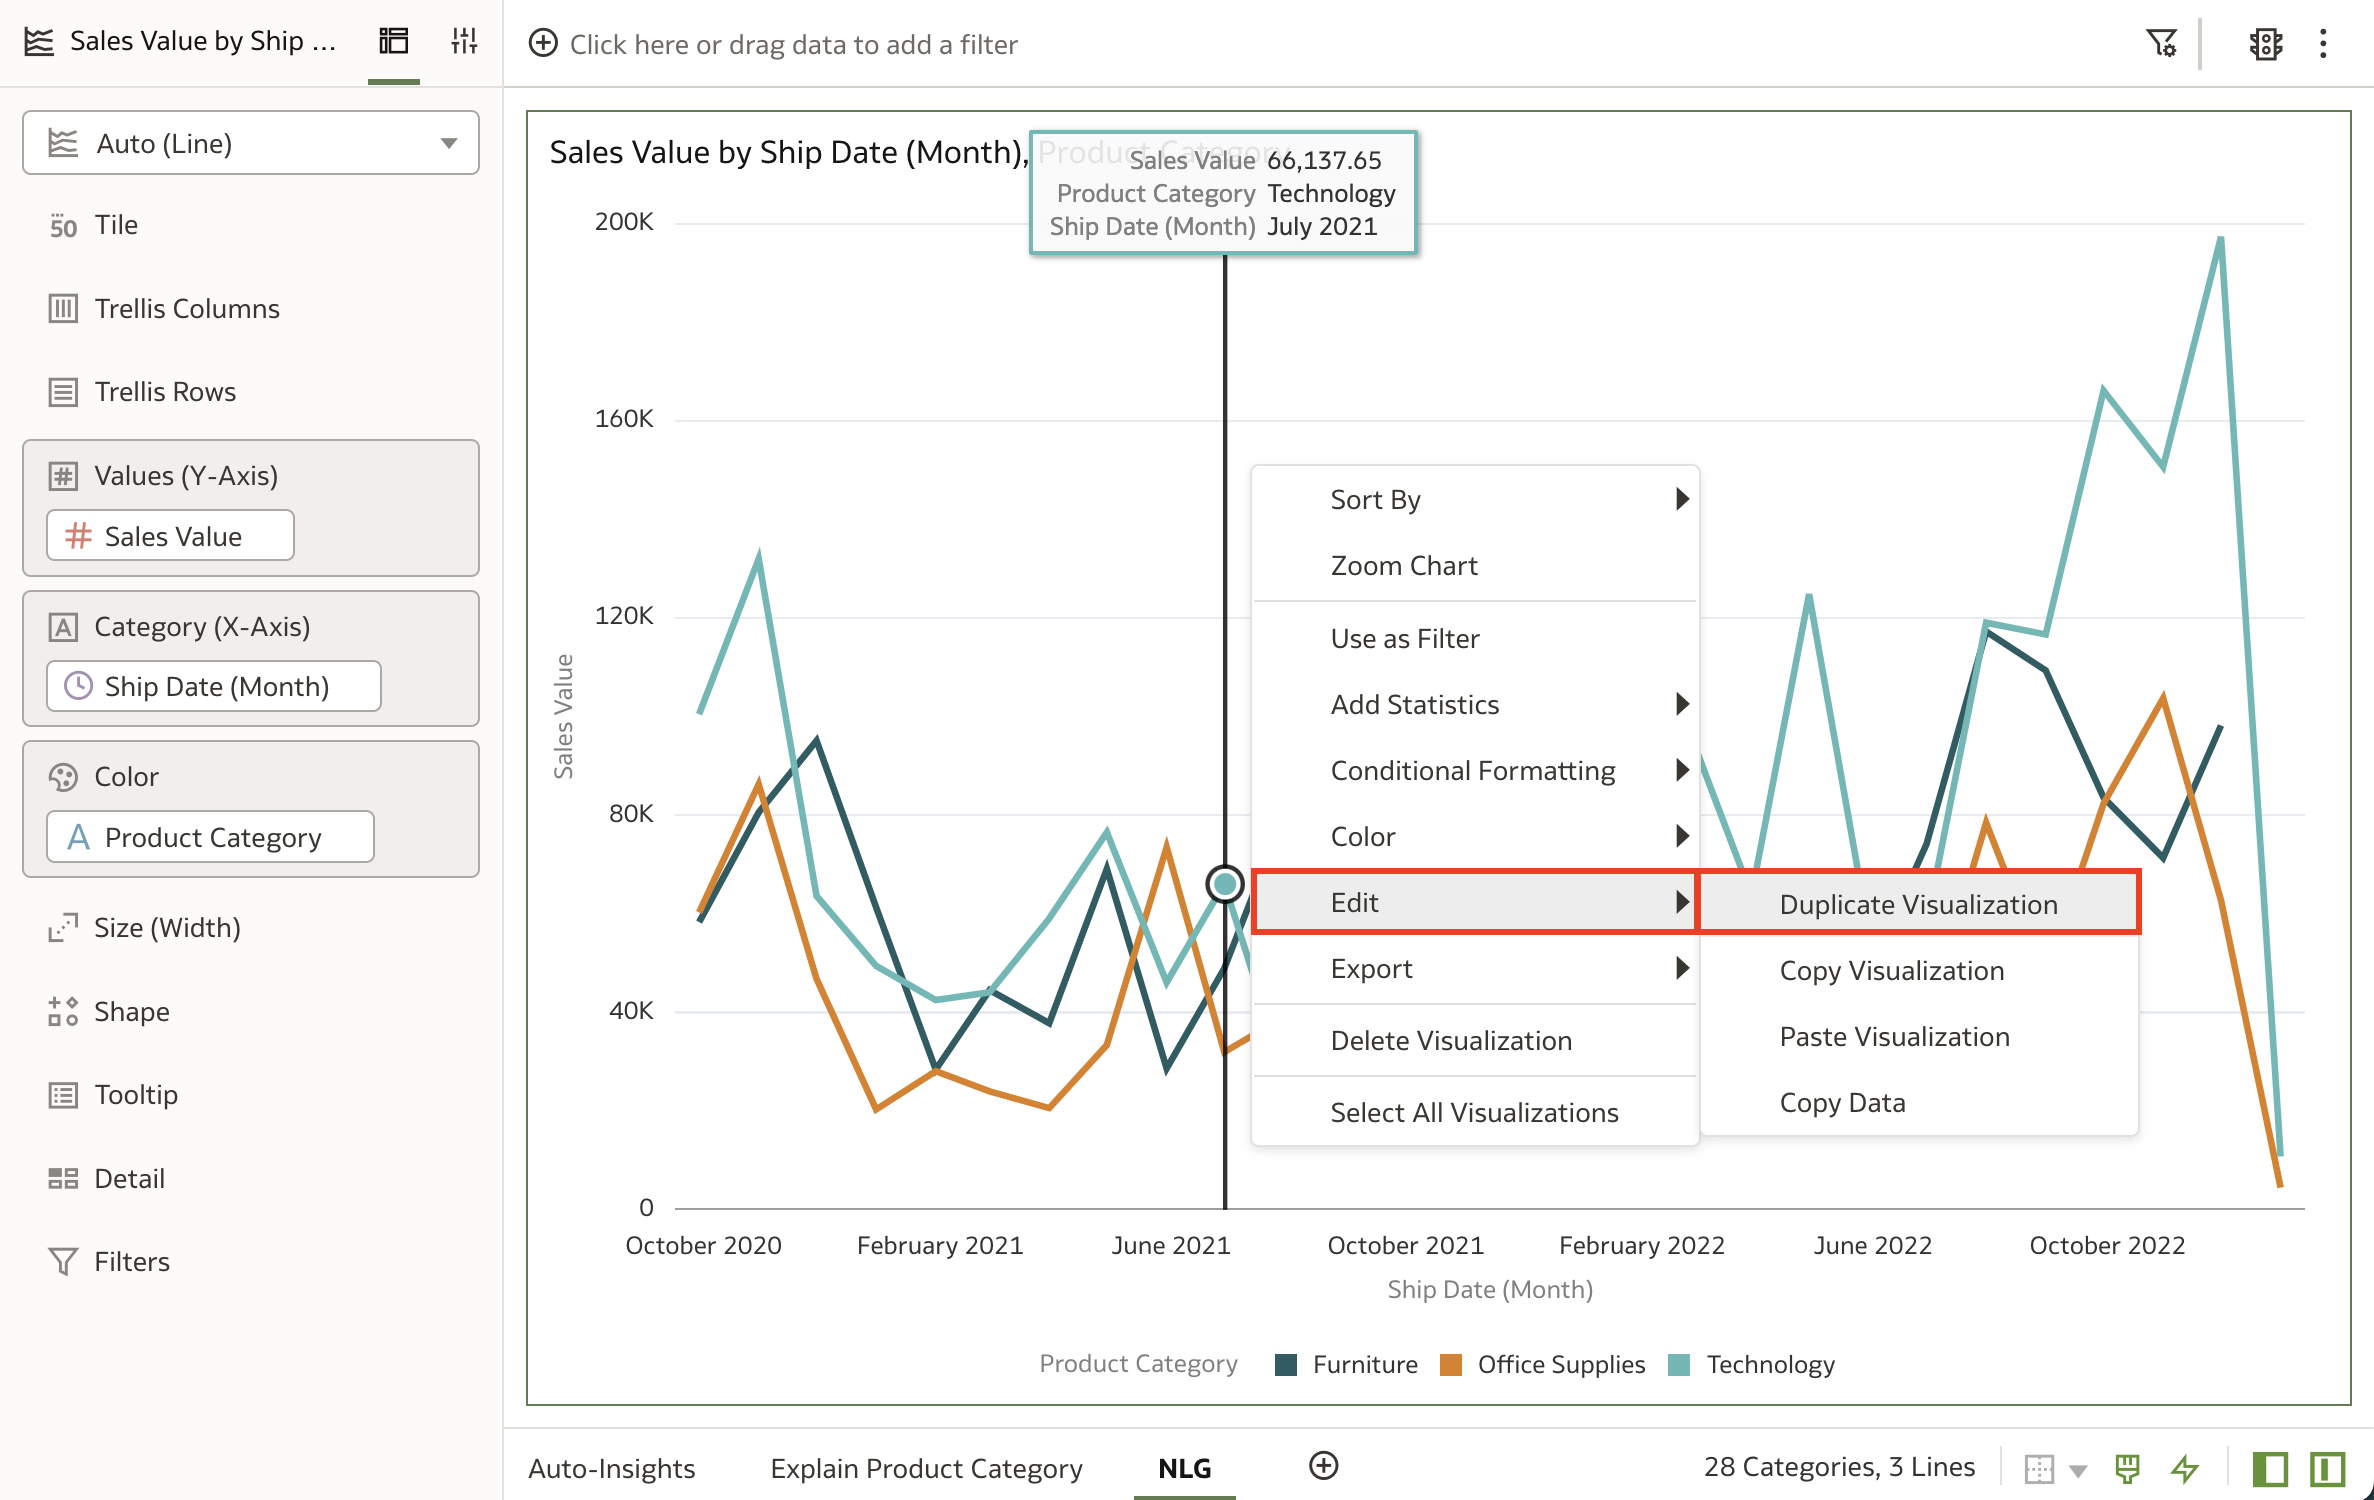 Sales Value by Ship ...
Click here or drag data to add a filter
Auto (Line)
50 Tile
Trellis Columns
Trellis Rows
# Values (Y-Axis)
# Sales Value
A Category (X-Axis)
Ship Date (Month)
Color
A Product Category
Size (Width)
Shape
Tooltip
Detail
Filters
Sales Value by Ship Date (Month), Product Category
Sales Value 66,137.65
Product Category Technology
Ship Date (Month) July 2021
200K
160K
120K
80K
40K
0
Sales Value
Sort By
Zoom Chart
Use as Filter
Add Statistics
Conditional Formatting
Color
Edit
Export
Delete Visualization
Select All Visualizations
Duplicate Visualization
Copy Visualization
Paste Visualization
Copy Data
October 2020 February 2021 June 2021 October 2021 February 2022 June 2022 October 2022
Ship Date (Month)
Product Category Furniture Office Supplies Technology
Auto-Insights Explain Product Category NLG 28 Categories, 3 Lines